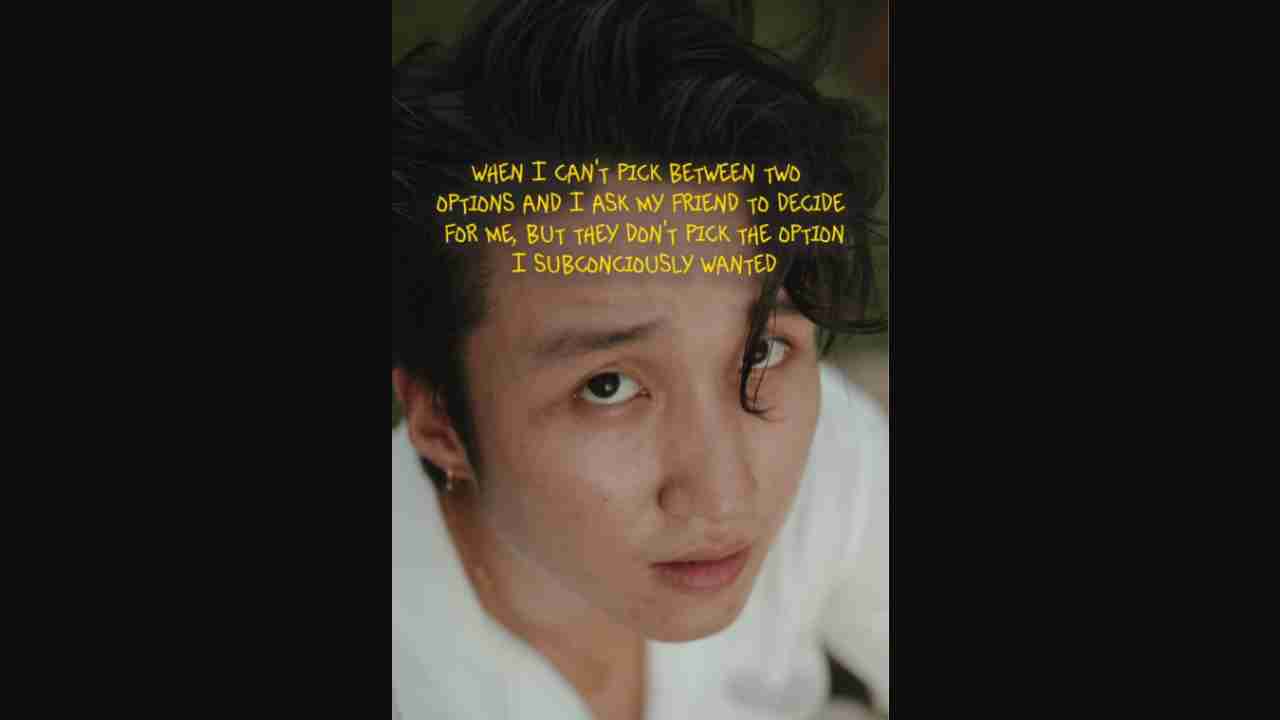 WHEN I CAN'T PICK BETWEEN TWO
OPTIONS AND I ASK MY FRIEND TO DECIDE
FOR ME, BUT THEY DON'T PICK THE OPTION
I SUBCONCIOUSLY WANTED